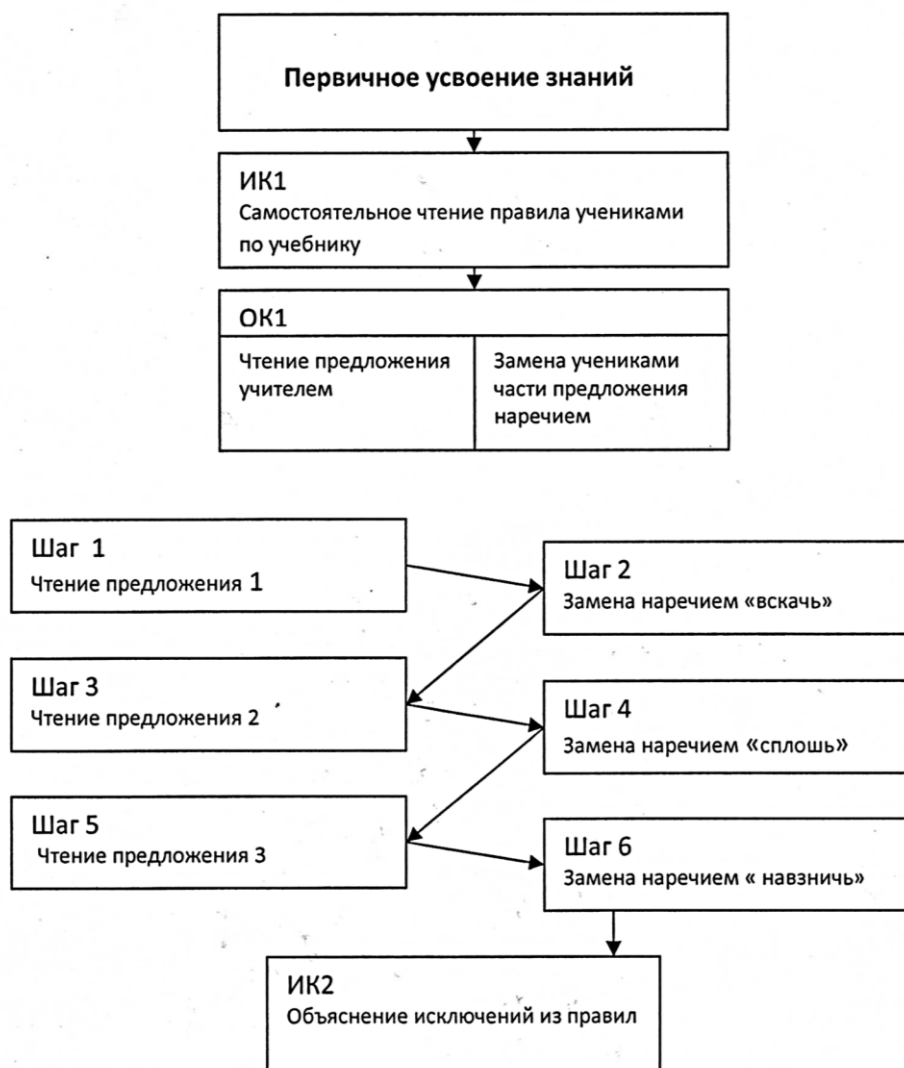 Первичное усвоение знаний
ИК1
Самостоятельное чтение правила учениками
по учебнику
ОК1
Чтение предложения
учителем
Замена учениками
части предложения
наречием
Шаг 1
Чтение предложения 1
Шаг 2
Замена наречием «вскачь»
Шаг 3
Чтение предложения 2
Шаг 4
Замена наречием «сплошь»
Шаг 5
Чтение предложения 3
Шаг 6
Замена наречием « навзничь»
ИК2
Объяснение исключений из правил